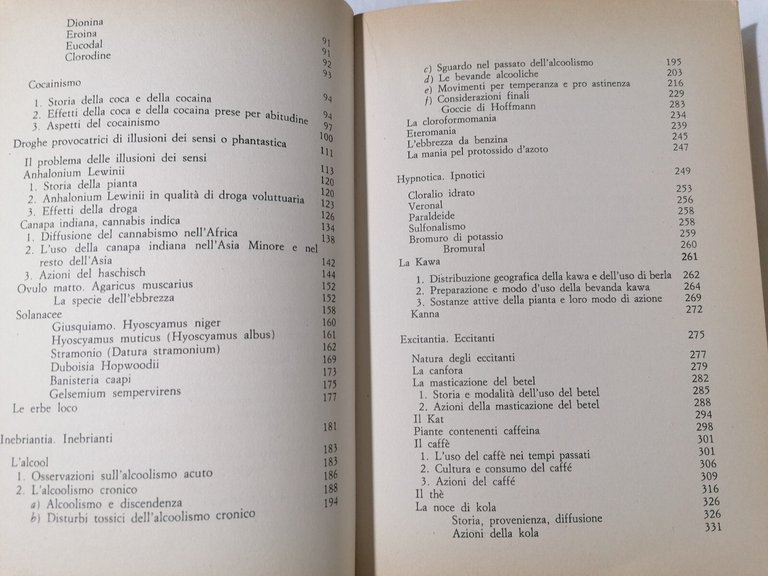 Dionina 91
Eroina 91
Eucodal 92
Clorodine 93
Cocainismo 94
1. Storia della coca e della cocaina 94
2. Effetti della coca e della cocaina prese per abitudine 97
3. Aspetti del cocainismo 100
Droghe provocatrici di illusioni dei sensi o phantastica 111
Il problema delle illusioni dei sensi 113
Anhalonium Lewinii 120
1. Storia della pianta 120
2. Anhalonium Lewinii in qualità di droga voluttuaria 123
3. Effetti della droga 126
Canapa indiana, cannabis indica 134
1. Diffusione del cannabismo nell'Africa 138
2. L'uso della canapa indiana nell'Asia Minore e nel
resto dell'Asia 142
3. Azioni del haschisch 144
Ovulo matto. Agaricus muscarius 152
La specie dell'ebbrezza 152
Solanacee 158
Giusquiamo. Hyoscyamus niger 160
Hyoscyamus muticus (Hyoscyamus albus) 161
Stramonio (Datura stramonium) 162
Duboisia Hopwoodii 169
Banisteria caapi 173
Gelsemium sempervirens 175
Le erbe loco 177
Inebriantia. Inebrianti 181
L'alcool 183
1. Osservazioni sull'alcoolismo acuto 183
2. L'alcoolismo cronico 186
a) Alcoolismo e discendenza 188
b) Disturbi tossici dell'alcoolismo cronico 194
c) Sguardo nel passato dell'alcoolismo 195
d) Le bevande alcooliche 203
e) Movimenti per temperanza e pro astinenza 216
f) Considerazioni finali 229
Goccie di Hoffmann 283
La cloroformomania 234
Eteromania 239
L'ebbrezza da benzina 245
La mania pel protossido d'azoto 247
Hypnotica. Ipnotici 249
Cloralio idrato 253
Veronal 256
Paraldeide 258
Sulfonalismo 258
Bromuro di potassio 259
Bromural 260
La Kawa 261
1. Distribuzione geografica della kawa e dell'uso di berla 262
2. Preparazione e modo d'uso della bevanda kawa 264
3. Sostanze attive della pianta e loro modo di azione 269
Kanna 272
Excitantia. Eccitanti 275
Natura degli eccitanti 277
La canfora 279
La masticazione del betel 282
1. Storia e modalità dell'uso del betel 285
2. Azioni della masticazione del betel 288
Il Kat 294
Piante contenenti caffeina 298
Il caffè 301
1. L'uso del caffè nei tempi passati 301
2. Cultura e consumo del caffé 306
3. Azioni del caffé 309
Il thè 316
La noce di kola 326
Storia, provenienza, diffusione 326
Azioni della kola 331